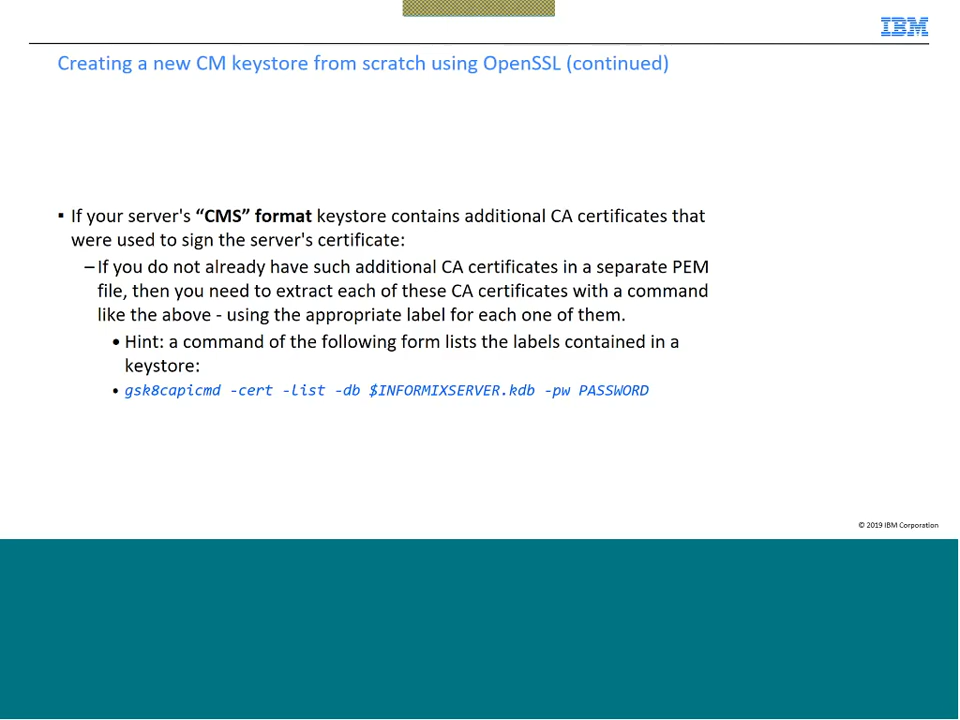 IBM
Creating a new CM keystore from scratch using OpenSSL (continued)
▪ If your server's “CMS” format keystore contains additional CA certificates that
were used to sign the server's certificate:
– If you do not already have such additional CA certificates in a separate PEM
file, then you need to extract each of these CA certificates with a command
like the above - using the appropriate label for each one of them.
• Hint: a command of the following form lists the labels contained in a
keystore:
• gsk8capicmd -cert -list -db $INFORMIXSERVER.kdb -pw PASSWORD
© 2019 IBM Corporation